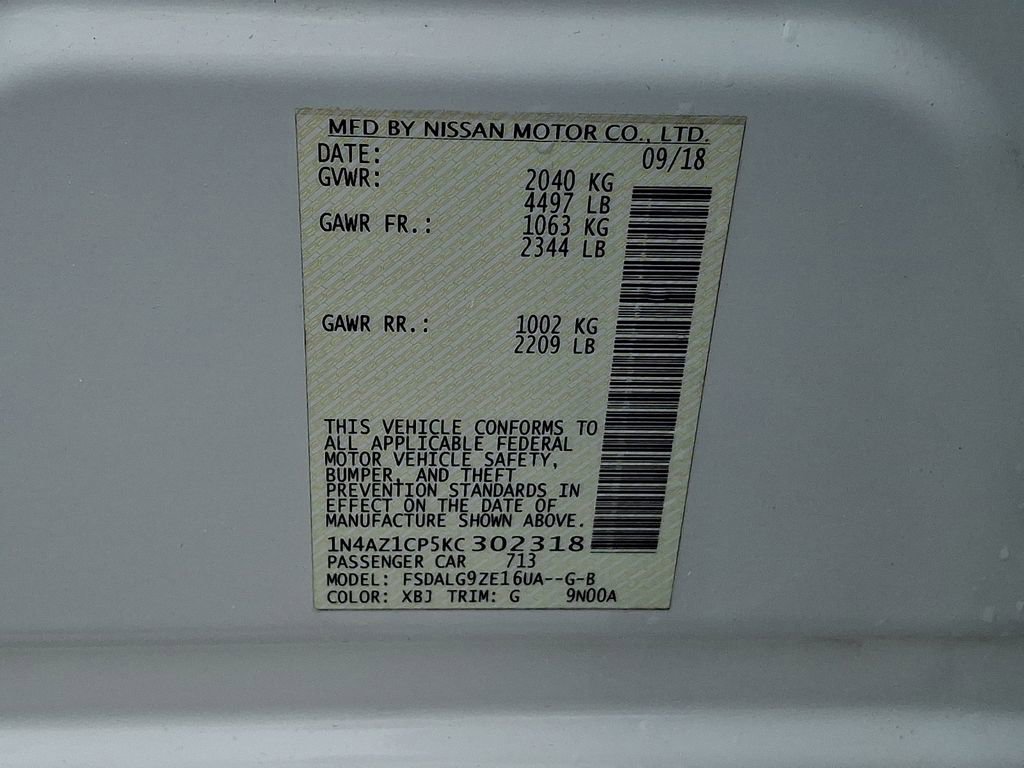 MFD BY NISSAN MOTOR CO., LTD.
DATE: 09/18
GVWR: 2040 KG
4497 LB
GAWR FR.: 1063 KG
2344 LB
GAWR RR.: 1002 KG
2209 LB
THIS VEHICLE CONFORMS TO
ALL APPLICABLE FEDERAL
MOTOR VEHICLE SAFETY,
BUMPER, AND THEFT
PREVENTION STANDARDS IN
EFFECT ON THE DATE OF
MANUFACTURE SHOWN ABOVE.
1N4AZ1CP5KC 302318
PASSENGER CAR 713
MODEL: FSDALG9ZE16UA--G-B
COLOR: XBJ TRIM: G 9N00A